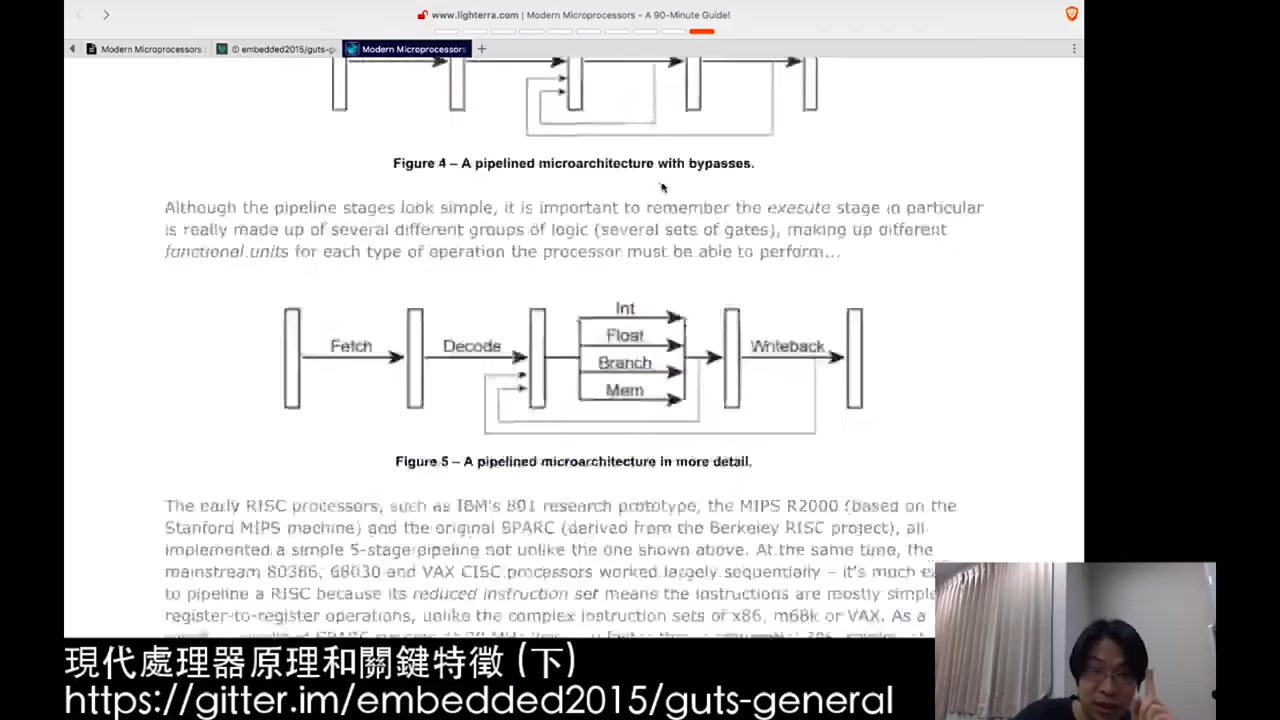 www.lighterra.com | Modern Microprocessors - A 90-Minute Guide!
Modern Microprocessors
embedded2015/guts-g
Modern Microprocessors
Figure 4 – A pipelined microarchitecture with bypasses.
Although the pipeline stages look simple, it is important to remember the execute stage in particular
is really made up of several different groups of logic (several sets of gates), making up different
functional units for each type of operation the processor must be able to perform...
Int
Fetch
Decode
Float
Writeback
Branch
Mem
Figure 5 – A pipelined microarchitecture in more detail.
The early RISC processors, such as IBM's 801 research prototype, the MIPS R2000 (based on the
Stanford MIPS machine) and the original SPARC (derived from the Berkeley RISC project), all
implemented a simple 5-stage pipeline not unlike the one shown above. At the same time, the
mainstream 80386, 68030 and VAX CISC processors worked largely sequentially – it's much
to pipeline a RISC because its reduced instruction set means the instructions are mostly simple
register-to-register operations, unlike the complex instruction sets of x86, m68k or VAX. As a
現代處理器原理和關鍵特徵 (下)
https://gitter.im/embedded2015/guts-general